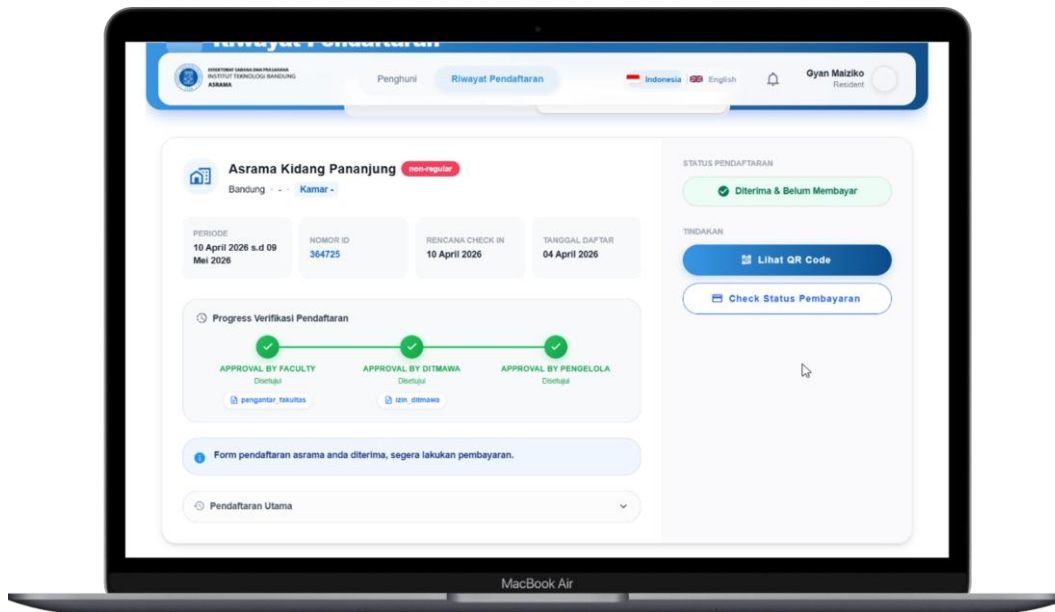 Riwayat Pendaftaran
DIREKTORAT SARANA DAN PRASARANA
INSTITUT TEKNOLOGI BANDUNG
ASRAMA
Penghuni
Riwayat Pendaftaran
Indonesia
English
Gyan Maiziko
Resident
Asrama Kidang Pananjung non-regular
Bandung - - - Kamar -
PERIODE
10 April 2026 s.d 09
Mei 2026
NOMOR ID
364725
RENCANA CHECK IN
10 April 2026
TANGGAL DAFTAR
04 April 2026
Progress Verifikasi Pendaftaran
APPROVAL BY FACULTY
Disetujui
pengantar_fakultas
APPROVAL BY DITMAWA
Disetujui
izin_ditmawa
APPROVAL BY PENGELOLA
Disetujui
Form pendaftaran asrama anda diterima, segera lakukan pembayaran.
Pendaftaran Utama
STATUS PENDAFTARAN
Diterima & Belum Membayar
TINDAKAN
Lihat QR Code
Check Status Pembayaran
MacBook Air